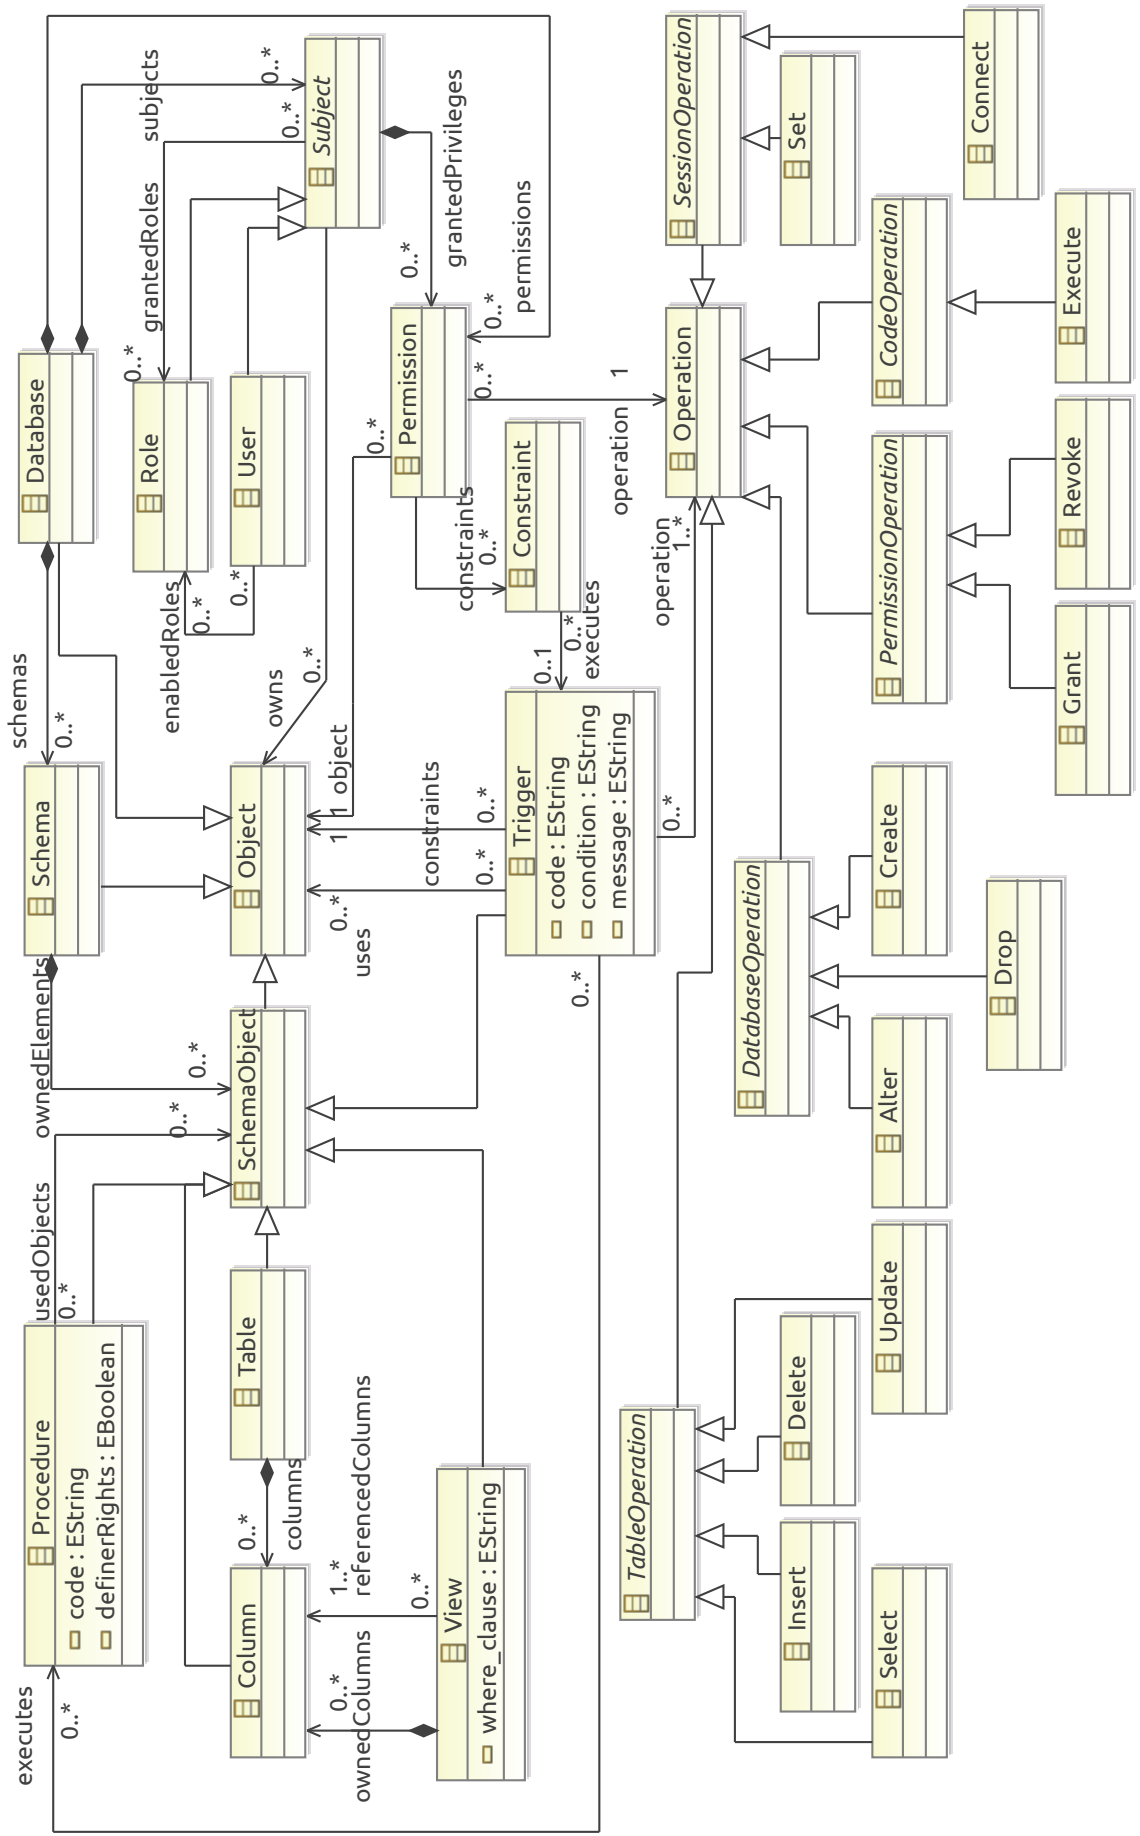 executes
0..*
Procedure
code : EString
definerRights : EBoolean
usedObjects
0..*
0..*
ownedElements
0..*
Schema
schemas
0..*
Database
subjects
0..*
grantedRoles
0..*
0..*
Role
enabledRoles
0..*
0..*
User
Subject
Column
0..*
columns
Table
SchemaObject
Object
owns
0..*
ownedColumns
0..*
referencedColumns
1..*
0..*
View
where_clause : EString
uses
0..*
0..*
constraints
1
0..*
1
object
0..*
Permission
grantedPrivileges
0..*
permissions
0..*
constraints
0..*
Constraint
executes
0..1
0..*
Trigger
code : EString
condition : EString
message : EString
0..*
0..*
operation
1..*
operation
0..*
1
Operation
SessionOperation
Set
Connect
TableOperation
Select
Insert
Delete
Update
DatabaseOperation
Alter
Drop
Create
PermissionOperation
Grant
Revoke
CodeOperation
Execute